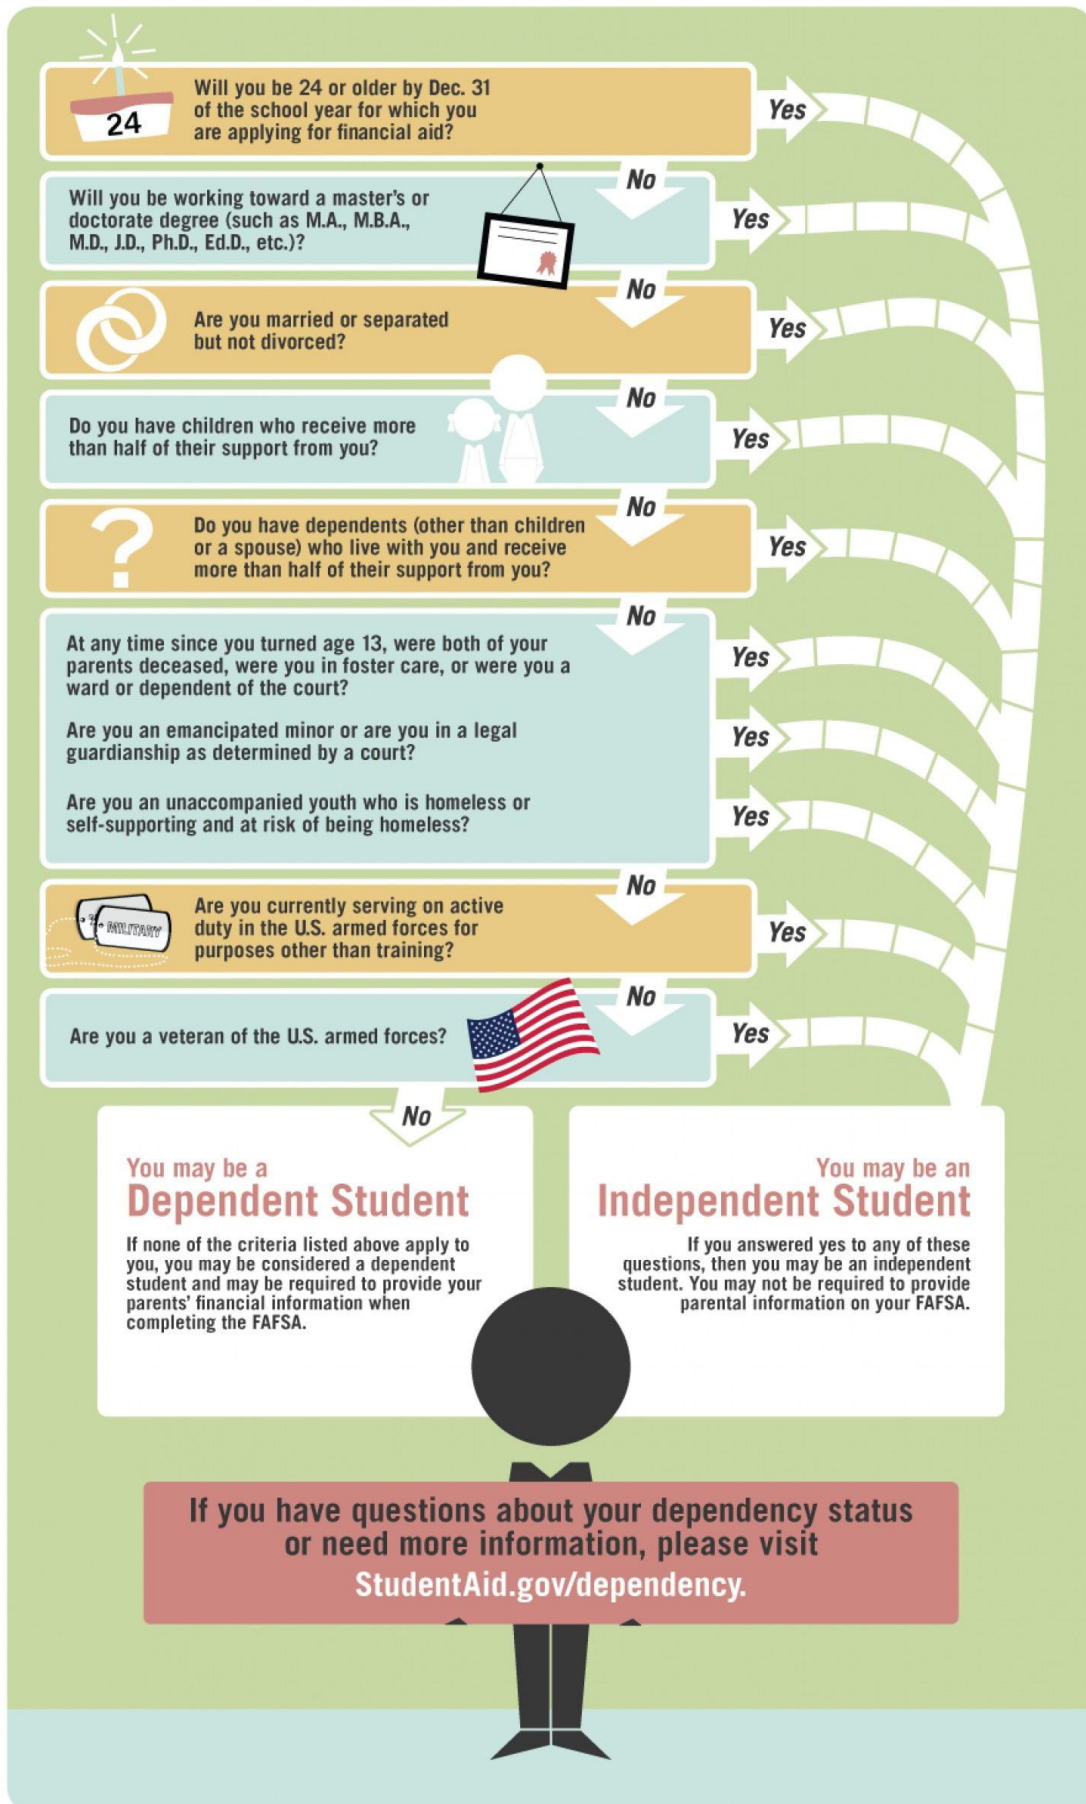 24
Will you be 24 or older by Dec. 31
of the school year for which you
are applying for financial aid?
Yes
No
Will you be working toward a master's or
doctorate degree (such as M.A., M.B.A.,
M.D., J.D., Ph.D., Ed.D., etc.)?
Yes
No
Are you married or separated
but not divorced?
Yes
No
Do you have children who receive more
than half of their support from you?
Yes
No
?
Do you have dependents (other than children
or a spouse) who live with you and receive
more than half of their support from you?
Yes
No
At any time since you turned age 13, were both of your
parents deceased, were you in foster care, or were you a
ward or dependent of the court?
Yes
Are you an emancipated minor or are you in a legal
guardianship as determined by a court?
Yes
Are you an unaccompanied youth who is homeless or
self-supporting and at risk of being homeless?
Yes
No
MILITARY
Are you currently serving on active
duty in the U.S. armed forces for
purposes other than training?
Yes
No
Are you a veteran of the U.S. armed forces?
Yes
No
You may be a
Dependent Student
If none of the criteria listed above apply to
you, you may be considered a dependent
student and may be required to provide your
parents' financial information when
completing the FAFSA.
You may be an
Independent Student
If you answered yes to any of these
questions, then you may be an independent
student. You may not be required to provide
parental information on your FAFSA.
If you have questions about your dependency status
or need more information, please visit
StudentAid.gov/dependency.